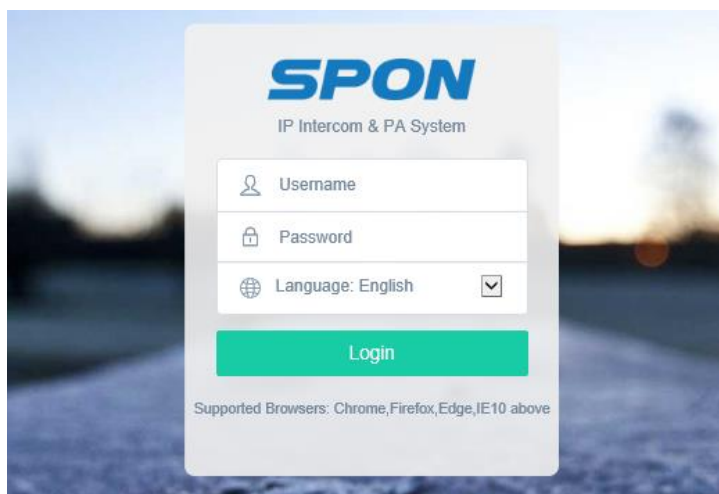 SPON
IP Intercom & PA System
Username
Password
Language: English
Login
Supported Browsers: Chrome,Firefox,Edge,IE10 above